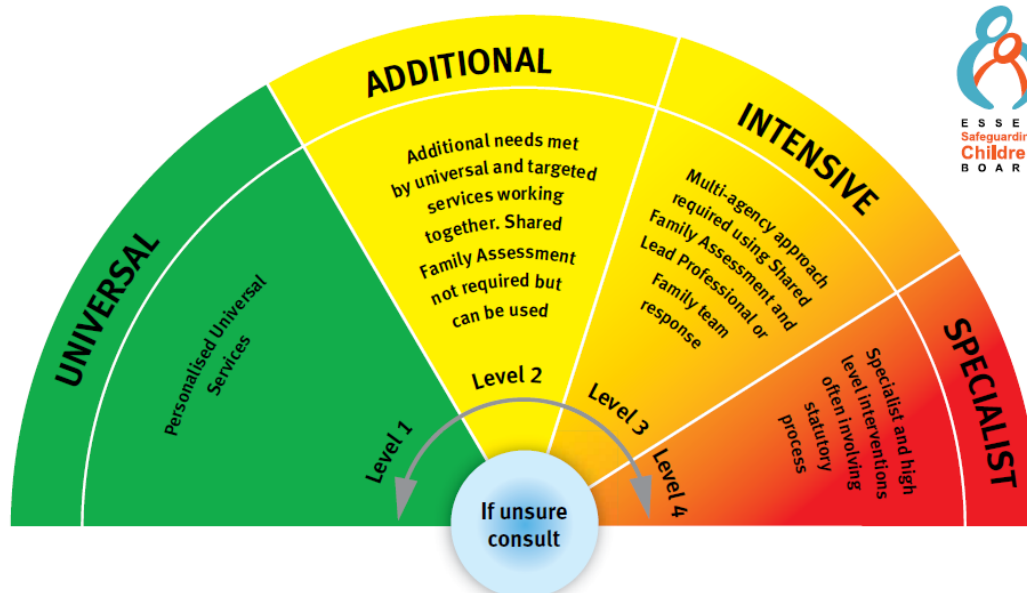 UNIVERSAL
Personalised Universal
Services
Level 1
ADDITIONAL
Additional needs met
by universal and targeted
services working
together. Shared
Family Assessment
not required but
can be used
Level 2
INTENSIVE
Multi-agency approach
required using Shared
Family Assessment and
Lead Professional or
Family team
response
Level 3
SPECIALIST
Specialist and high
level interventions
often involving
statutory
process
Level 4
If unsure
consult
ESSE
Safeguardin
Childre
BOAR